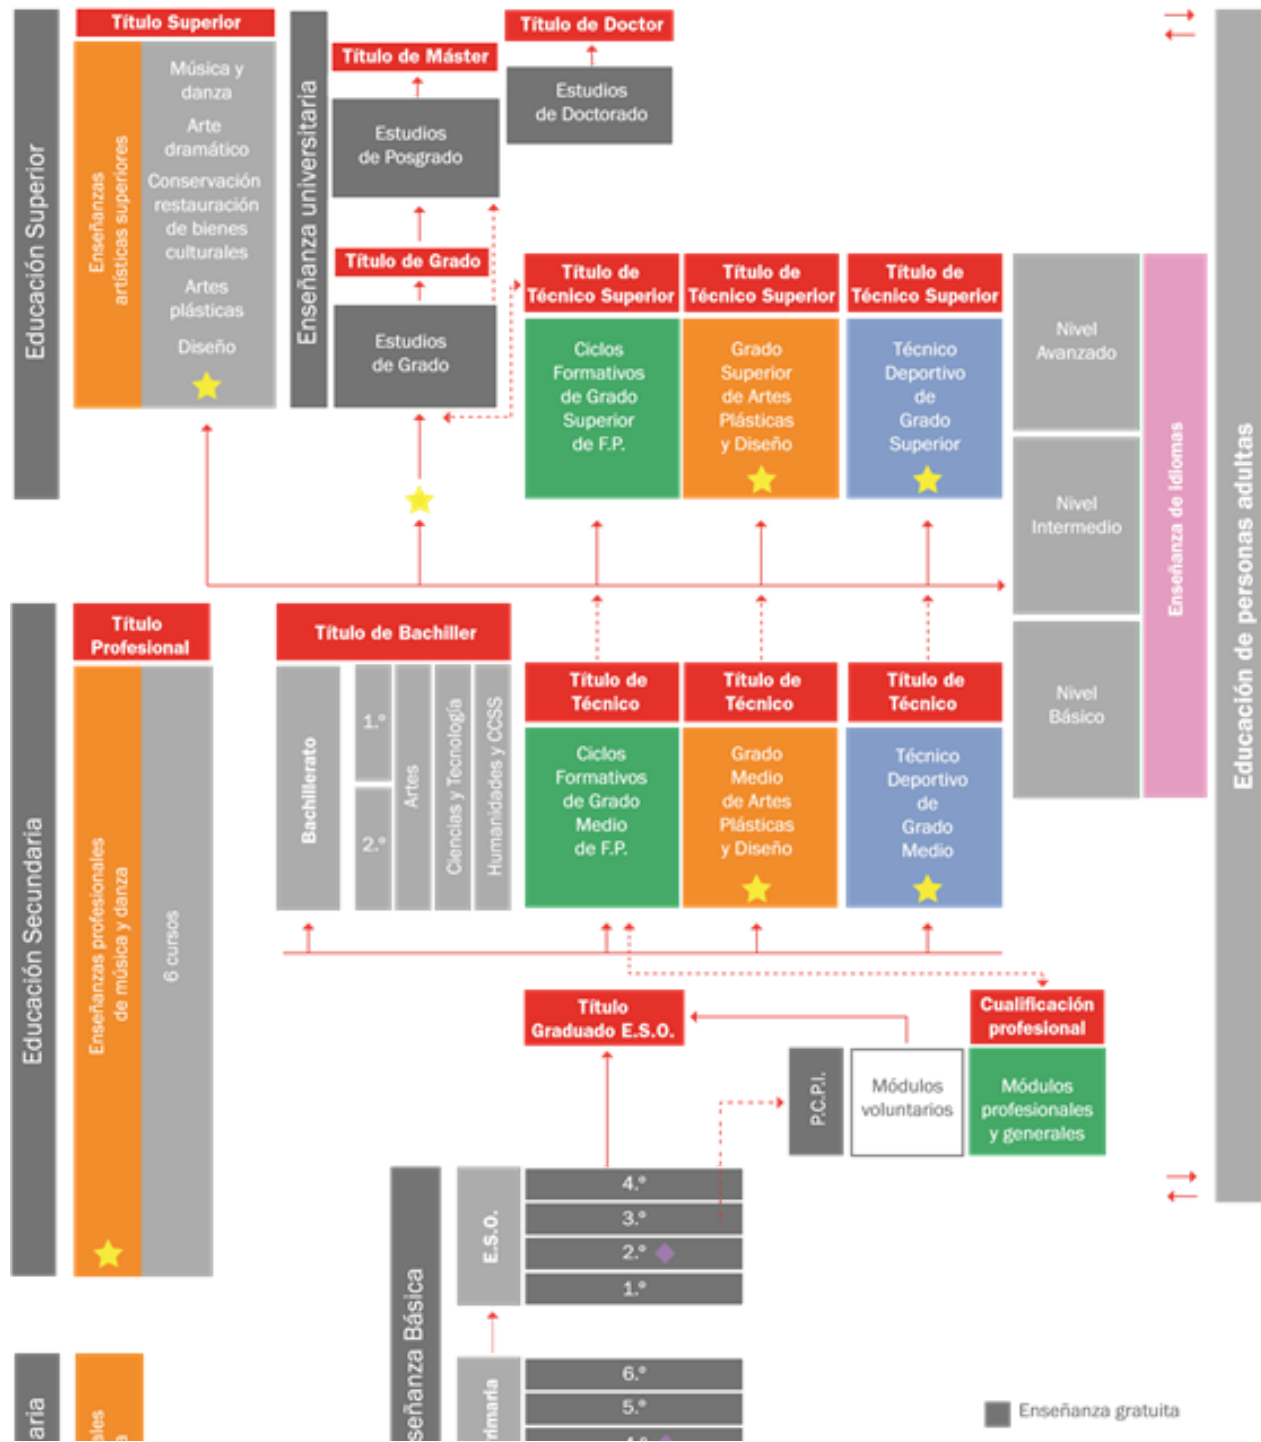 Educación Superior
Título Superior
Enseñanzas
artísticas superiores
Música y
danza
Arte
dramático
Conservación
restauración
de bienes
culturales
Artes
plásticas
Diseño
Enseñanza universitaria
Título de Máster
Estudios
de Posgrado
Título de Grado
Estudios
de Grado
Título de Doctor
Estudios
de Doctorado
Título de
Técnico Superior
Ciclos
Formativos
de Grado
Superior
de F.P.
Título de
Técnico Superior
Grado
Superior
de Artes
Plásticas
y Diseño
Título de
Técnico Superior
Técnico
Deportivo
de
Grado
Superior
Nivel
Avanzado
Nivel
Intermedio
Nivel
Básico
Enseñanza de idiomas
Educación de personas adultas
Educación Secundaria
Título
Profesional
Enseñanzas profesionales
de música y danza
6 cursos
Título de Bachiller
Bachillerato
1.º
2.º
Artes
Ciencias y Tecnología
Humanidades y CCSS
Título de
Técnico
Ciclos
Formativos
de Grado
Medio
de F.P.
Título de
Técnico
Grado
Medio
de Artes
Plásticas
y Diseño
Título de
Técnico
Técnico
Deportivo
de
Grado
Medio
Título
Graduado E.S.O.
Cualificación
profesional
P.C.P.I.
Módulos
voluntarios
Módulos
profesionales
y generales
E.S.O.
4.º
3.º
2.º
1.º
6.º
5.º
Enseñanza gratuita